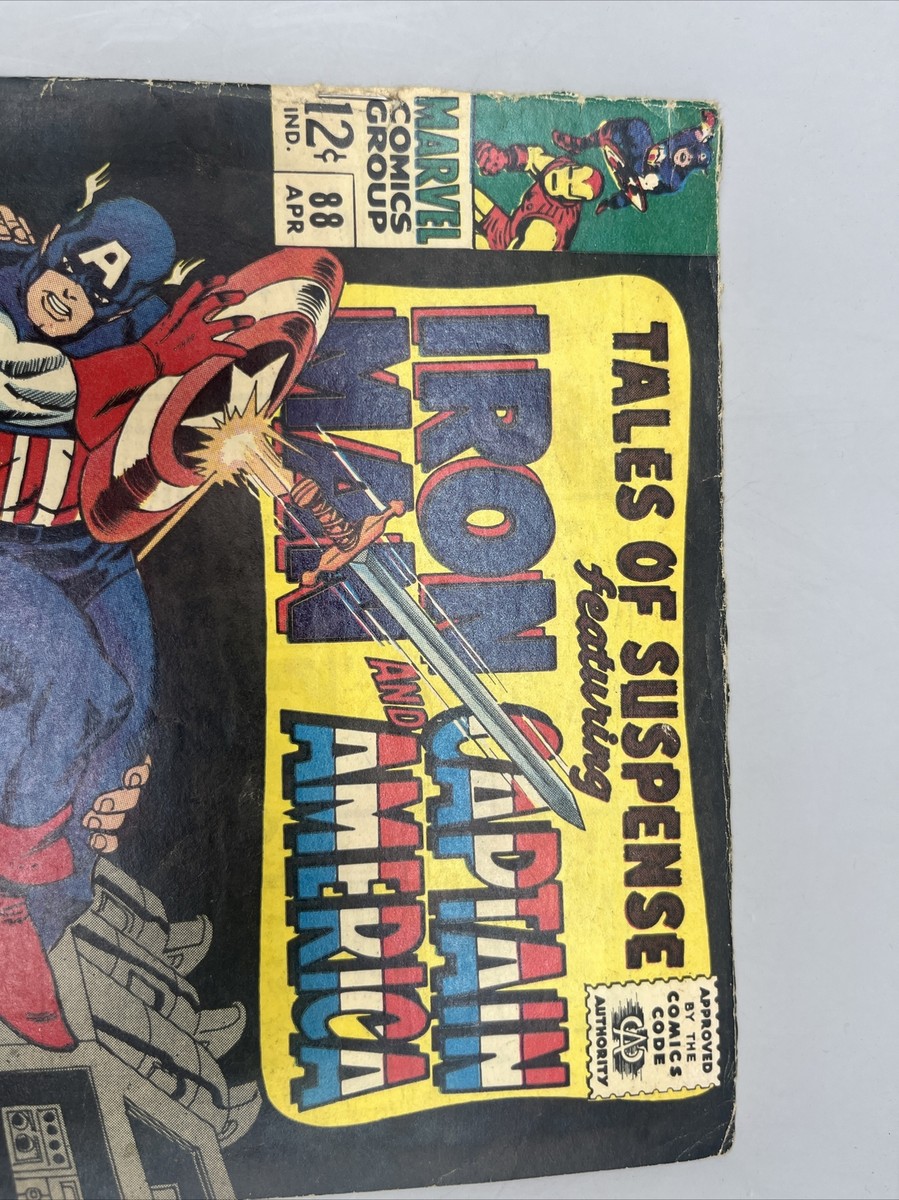 MARVEL
COMICS
GROUP
12¢
IND.
88
APR
TALES OF SUSPENSE
featuring
IRON
MAN
AND
CAPTAIN
AMERICA
APPROVED
BY THE
COMICS
CODE
CA
AUTHORITY
A